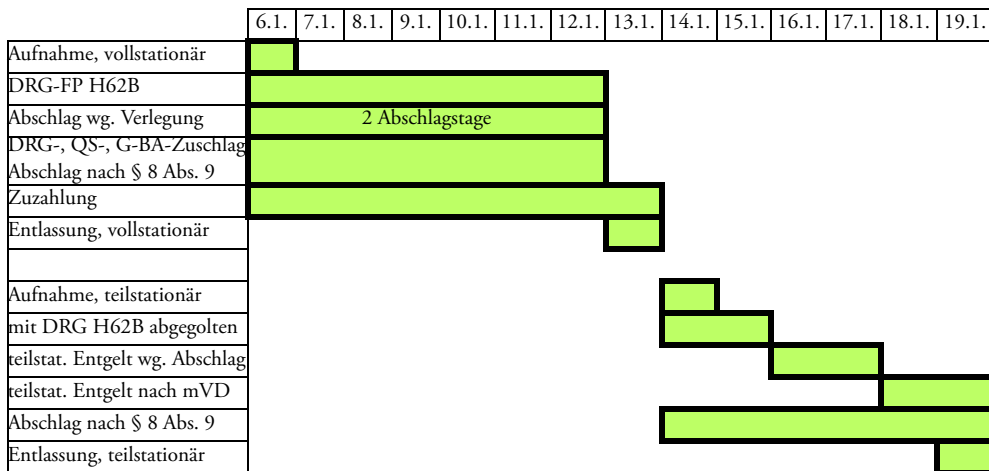 6.1. 7.1. 8.1. 9.1. 10.1. 11.1. 12.1. 13.1. 14.1. 15.1. 16.1. 17.1. 18.1. 19.1.
Aufnahme, vollstationär
DRG-FP H62B
Abschlag wg. Verlegung 2 Abschlagstage
DRG-, QS-, G-BA-Zuschlag
Abschlag nach § 8 Abs. 9
Zuzahlung
Entlassung, vollstationär
Aufnahme, teilstationär
mit DRG H62B abgegolten
teilstat. Entgelt wg. Abschlag
teilstat. Entgelt nach mVD
Abschlag nach § 8 Abs. 9
Entlassung, teilstationär